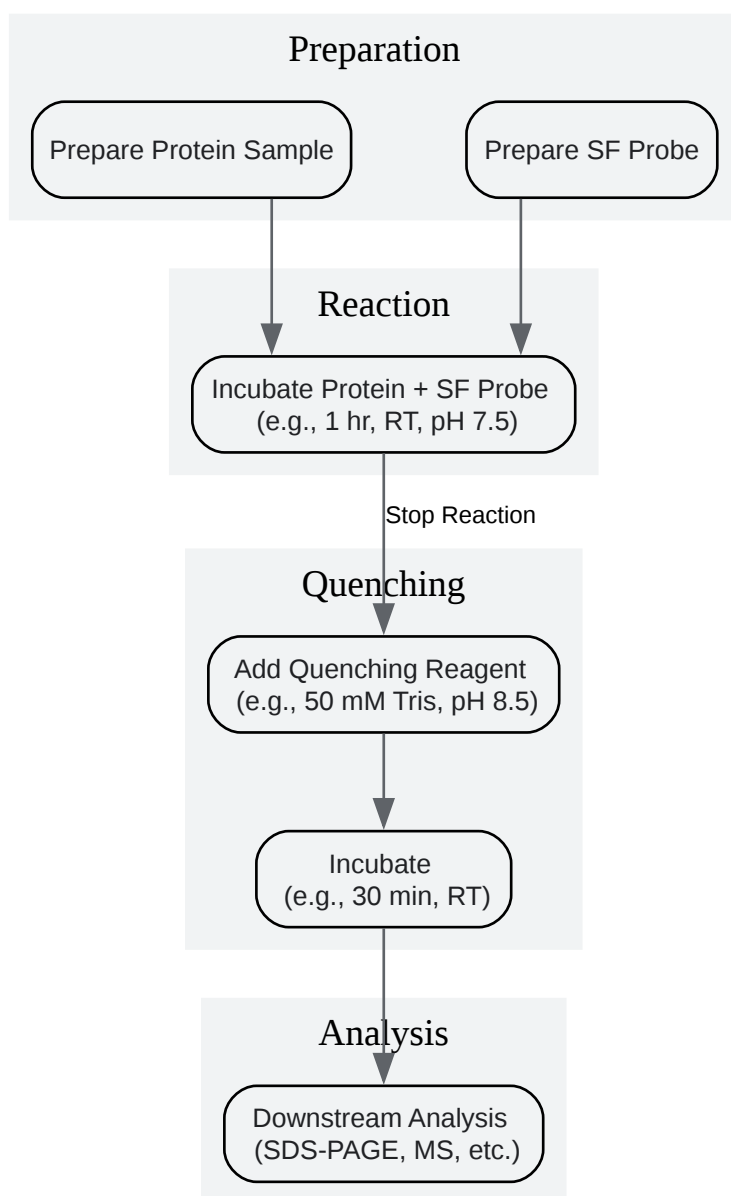 Preparation
Prepare Protein Sample
Prepare SF Probe
Reaction
Incubate Protein + SF Probe
(e.g., 1 hr, RT, pH 7.5)
Stop Reaction
Quenching
Add Quenching Reagent
(e.g., 50 mM Tris, pH 8.5)
Incubate
(e.g., 30 min, RT)
Analysis
Downstream Analysis
(SDS-PAGE, MS, etc.)